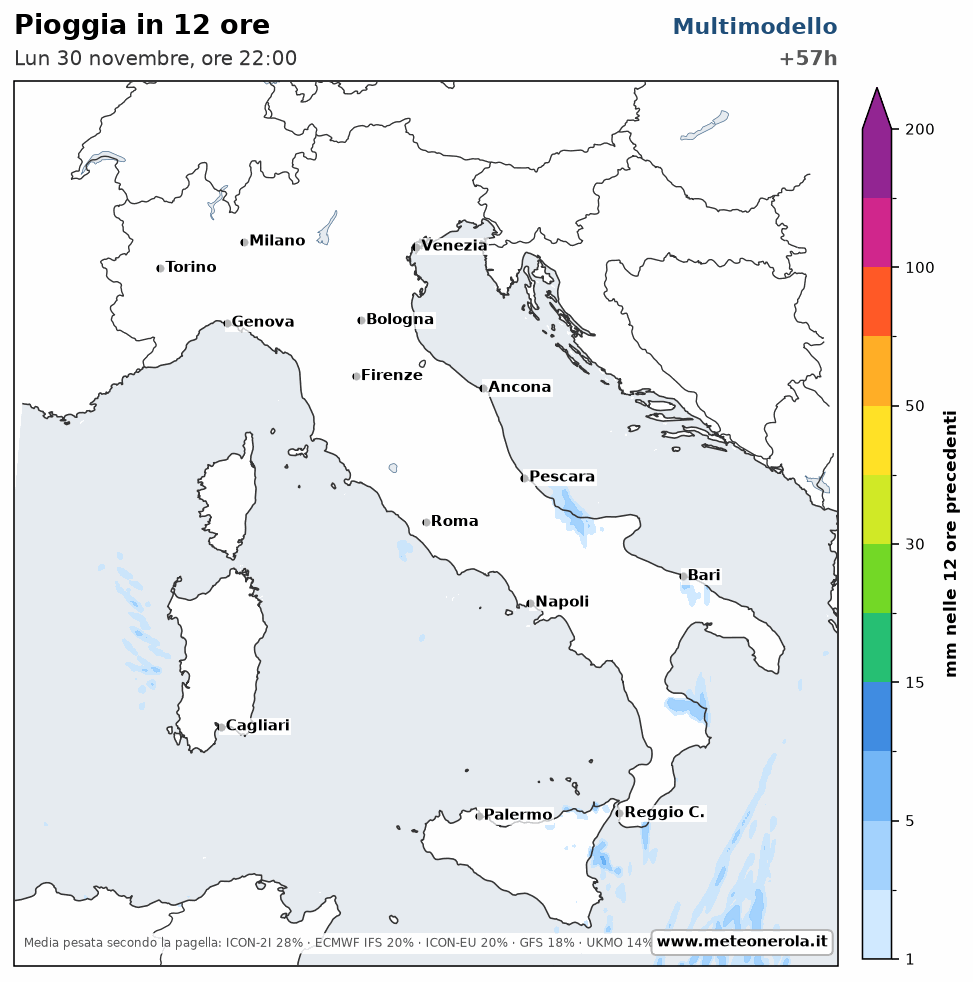 Pioggia in 12 ore
Multimodello
Lun 30 novembre, ore 22:00
+57h
200
100
50
30
15
5
1
mm nelle 12 ore precedenti
Milano
Venezia
Torino
Genova
Bologna
Firenze
Ancona
Pescara
Roma
Bari
Napoli
Cagliari
Palermo
Reggio C.
Media pesata secondo la pagella: ICON-2I 28% · ECMWF IFS 20% · ICON-EU 20% · GFS 18% · UKMO 14%
www.meteonerola.it